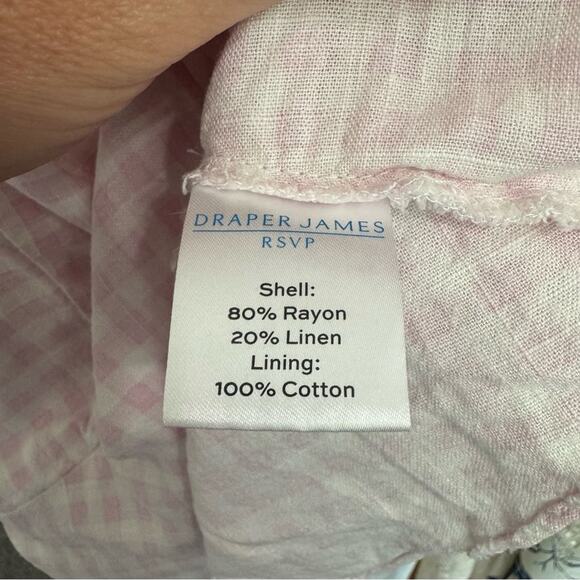 DRAPER JAMES
RSVP
Shell:
80% Rayon
20% Linen
Lining:
100% Cotton